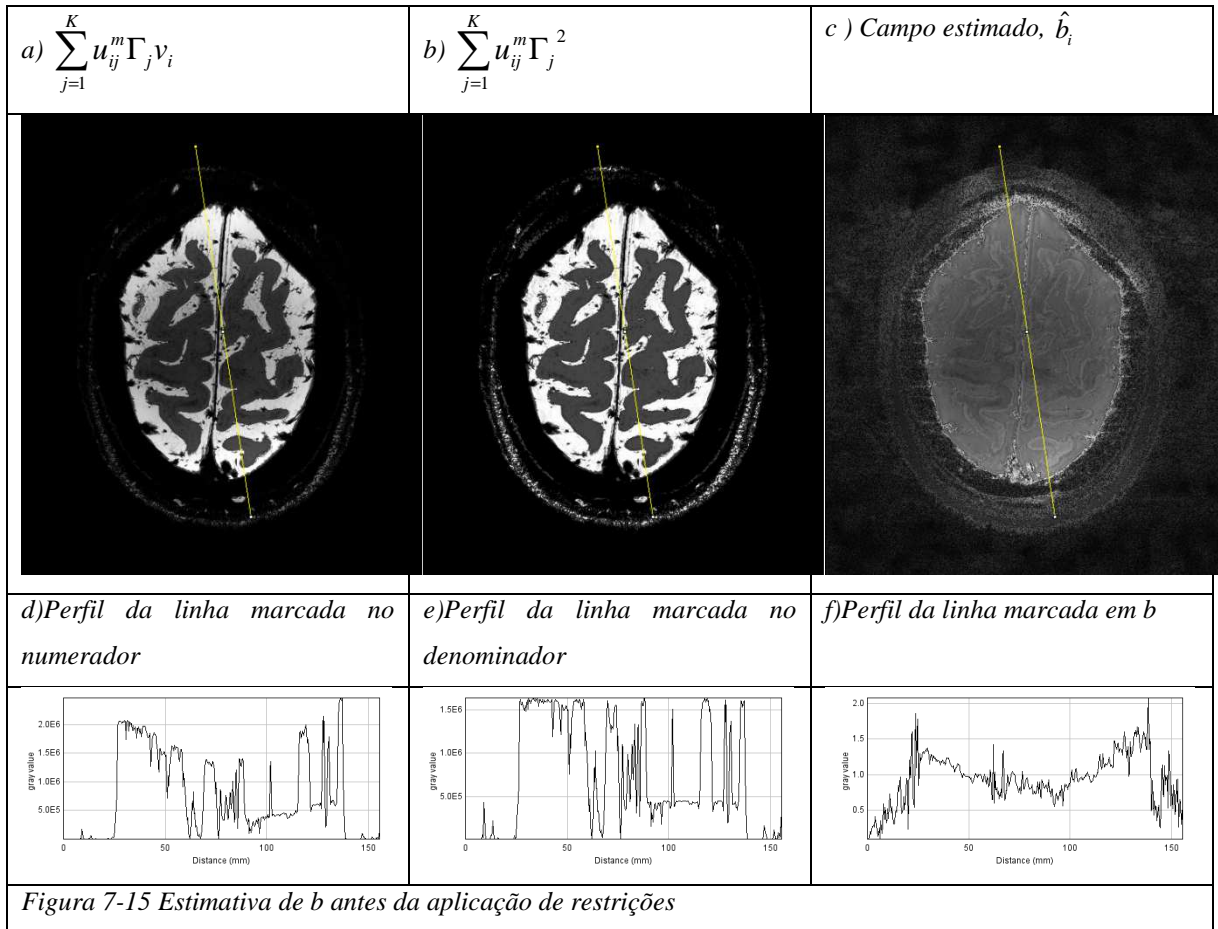 a) \sum_{j=1}^{K} u_{ij}^{m} \Gamma_j v_i
b) \sum_{j=1}^{K} u_{ij}^{m} \Gamma_j^{2}
c ) Campo estimado, \hat{b}_i
d)Perfil da linha marcada no
numerador
e)Perfil da linha marcada no
denominador
f)Perfil da linha marcada em b
gray value
2.0E6
1.5E6
1.0E6
5.0E5
0 50 100 150
Distance (mm)
gray value
1.5E6
1.0E6
5.0E5
0 50 100 150
Distance (mm)
gray value
2.0
1.5
1.0
0.5
0 50 100 150
Distance (mm)
Figura 7-15 Estimativa de b antes da aplicação de restrições